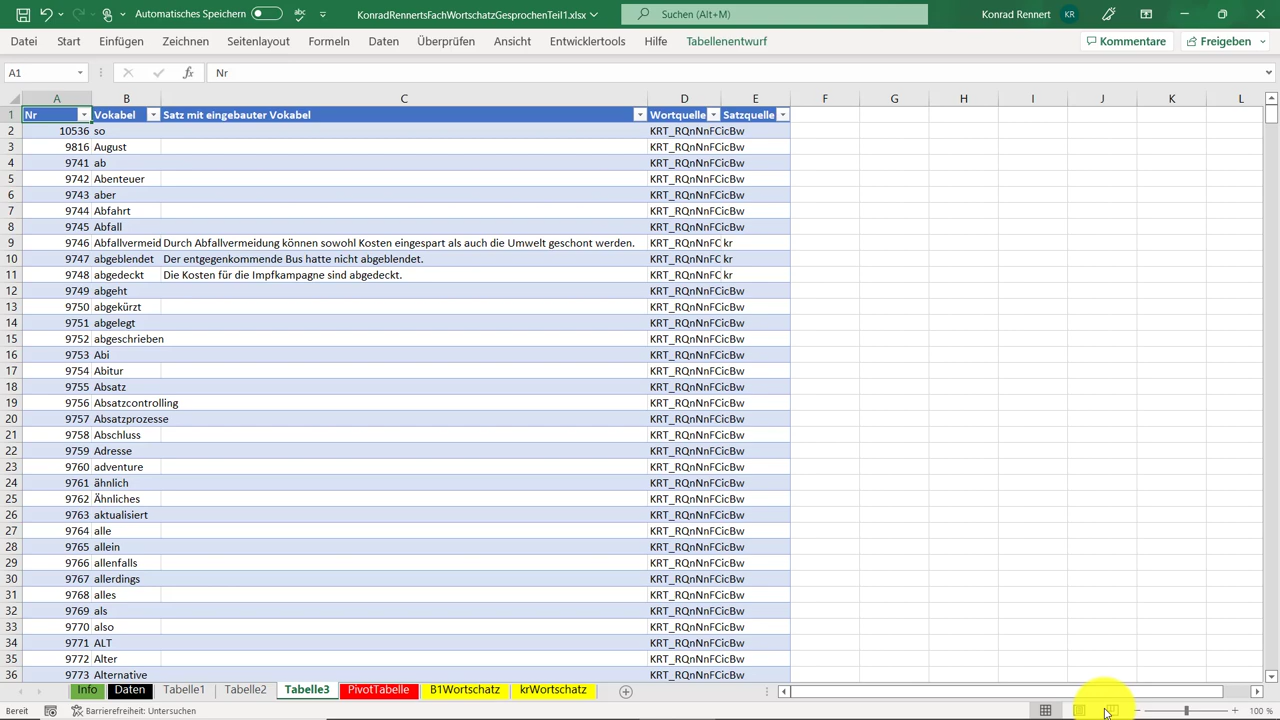 Automatisches Speichern
KonradRennertsFachWortschatzGesprochenTeil1.xlsx
Suchen (Alt+M)
Konrad Rennert
KR
Datei Start Einfügen Zeichnen Seitenlayout Formeln Daten Überprüfen Ansicht Entwicklertools Hilfe Tabellenentwurf Kommentare Freigeben
A1 fx Nr
A B C D E F G H I J K L
1 Nr Vokabel Satz mit eingebauter Vokabel Wortquelle Satzquelle
2 10536 so KRT_RQnNnFCicBw
3 9816 August KRT_RQnNnFCicBw
4 9741 ab KRT_RQnNnFCicBw
5 9742 Abenteuer KRT_RQnNnFCicBw
6 9743 aber KRT_RQnNnFCicBw
7 9744 Abfahrt KRT_RQnNnFCicBw
8 9745 Abfall KRT_RQnNnFCicBw
9 9746 Abfallvermeid Durch Abfallvermeidung können sowohl Kosten eingespart als auch die Umwelt geschont werden. KRT_RQnNnFC kr
10 9747 abgeblendet Der entgegenkommende Bus hatte nicht abgeblendet. KRT_RQnNnFC kr
11 9748 abgedeckt Die Kosten für die Impfkampagne sind abgedeckt. KRT_RQnNnFC kr
12 9749 abgeht KRT_RQnNnFCicBw
13 9750 abgekürzt KRT_RQnNnFCicBw
14 9751 abgelegt KRT_RQnNnFCicBw
15 9752 abgeschrieben KRT_RQnNnFCicBw
16 9753 Abi KRT_RQnNnFCicBw
17 9754 Abitur KRT_RQnNnFCicBw
18 9755 Absatz KRT_RQnNnFCicBw
19 9756 Absatzcontrolling KRT_RQnNnFCicBw
20 9757 Absatzprozesse KRT_RQnNnFCicBw
21 9758 Abschluss KRT_RQnNnFCicBw
22 9759 Adresse KRT_RQnNnFCicBw
23 9760 adventure KRT_RQnNnFCicBw
24 9761 ähnlich KRT_RQnNnFCicBw
25 9762 Ähnliches KRT_RQnNnFCicBw
26 9763 aktualisiert KRT_RQnNnFCicBw
27 9764 alle KRT_RQnNnFCicBw
28 9765 allein KRT_RQnNnFCicBw
29 9766 allenfalls KRT_RQnNnFCicBw
30 9767 allerdings KRT_RQnNnFCicBw
31 9768 alles KRT_RQnNnFCicBw
32 9769 als KRT_RQnNnFCicBw
33 9770 also KRT_RQnNnFCicBw
34 9771 ALT KRT_RQnNnFCicBw
35 9772 Alter KRT_RQnNnFCicBw
36 9773 Alternative KRT_RQnNnFCicBw
Info Daten Tabelle1 Tabelle2 Tabelle3 PivotTabelle B1Wortschatz krWortschatz
Bereit Barrierefreiheit: Untersuchen 100 %